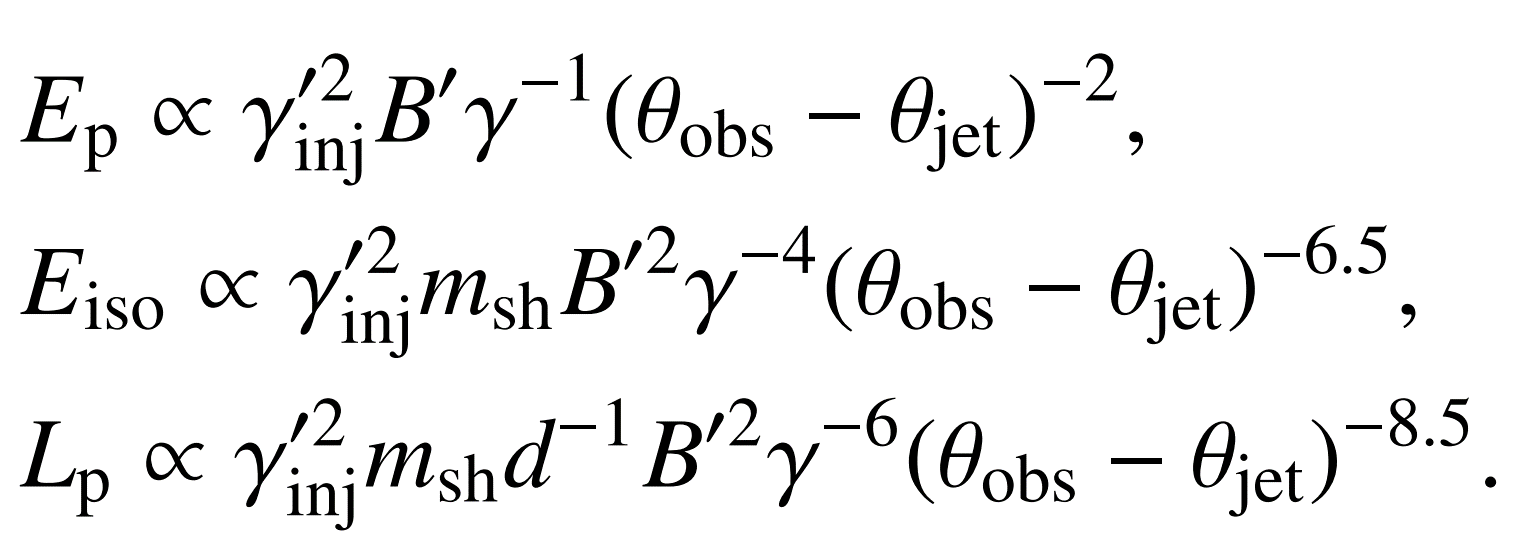 E_p ∝ γ'^2_inj B' γ^{−1} (θ_obs − θ_jet)^{−2},
E_iso ∝ γ'^2_inj m_sh B'^2 γ^{−4} (θ_obs − θ_jet)^{−6.5},
L_p ∝ γ'^2_inj m_sh d^{−1} B'^2 γ^{−6} (θ_obs − θ_jet)^{−8.5}.